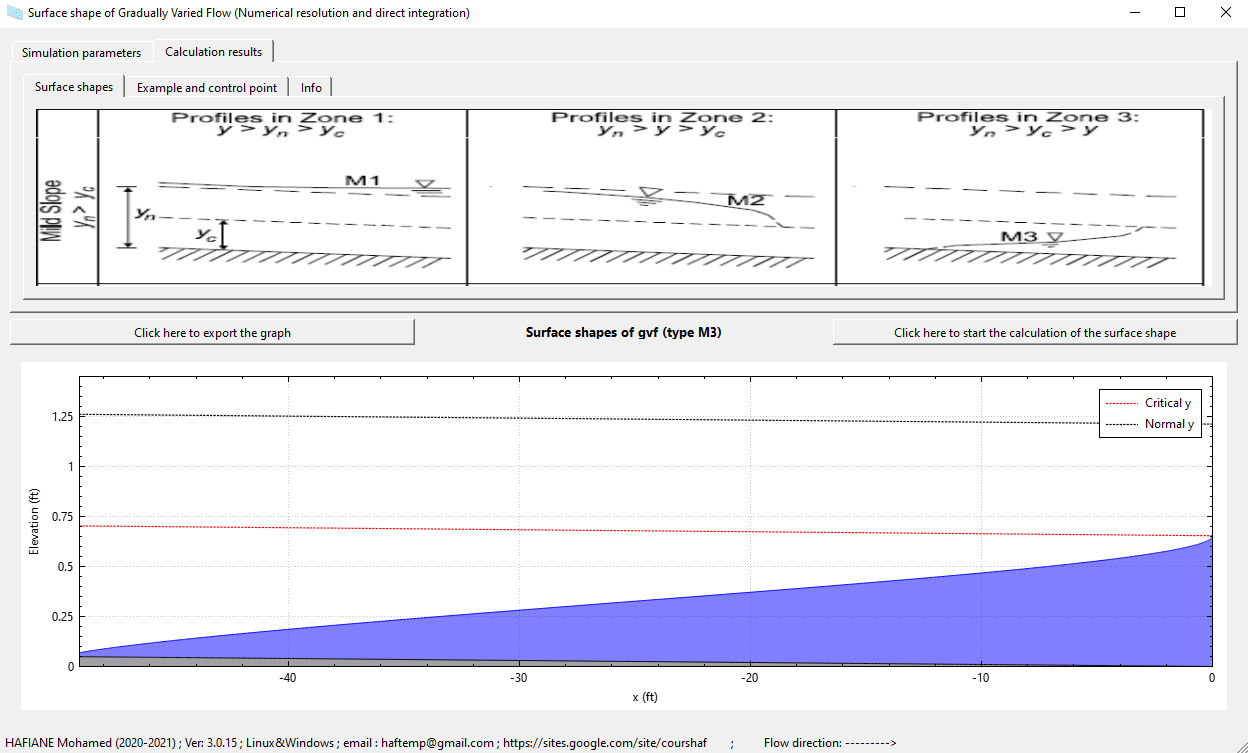 Surface shape of Gradually Varied Flow (Numerical resolution and direct integration)
Simulation parameters
Calculation results
Surface shapes
Example and control point
Info
Profiles in Zone 1:
y > yn > yc
Profiles in Zone 2:
yn > y > yc
Profiles in Zone 3:
yn > yc > y
Mild Slope
yn > yc
M1
yn
yc
M2
M3
Click here to export the graph
Surface shapes of gvf (type M3)
Click here to start the calculation of the surface shape
Critical y
Normal y
1.25
1
0.75
0.5
0.25
0
Elevation (ft)
-40
-30
-20
-10
0
x (ft)
HAFIANE Mohamed (2020-2021) ; Ver: 3.0.15 ; Linux&Windows ; email : haftemp@gmail.com ; https://sites.google.com/site/courshaf ; Flow direction: --------->